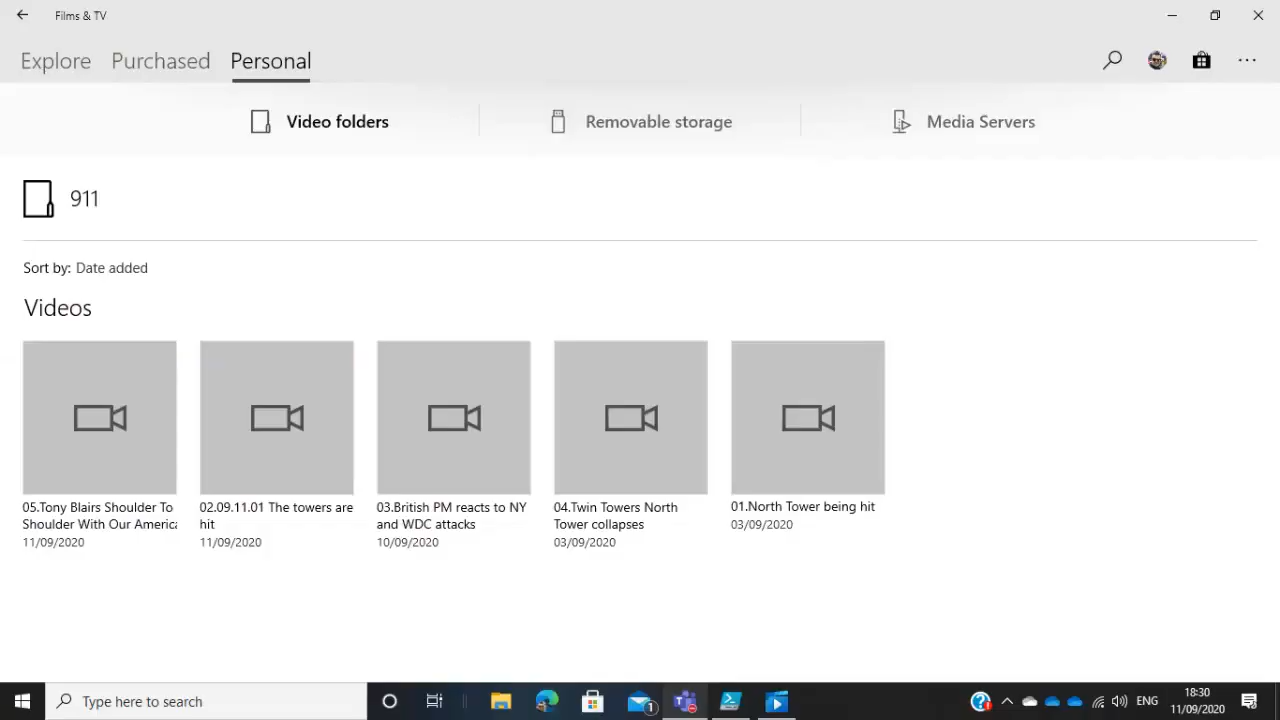 Films & TV
Explore
Purchased
Personal
Video folders
Removable storage
Media Servers
911
Sort by: Date added
Videos
05.Tony Blairs Shoulder To
Shoulder With Our America
11/09/2020
02.09.11.01 The towers are
hit
11/09/2020
03.British PM reacts to NY
and WDC attacks
10/09/2020
04.Twin Towers North
Tower collapses
03/09/2020
01.North Tower being hit
03/09/2020
Type here to search
1
ENG
18:30
11/09/2020